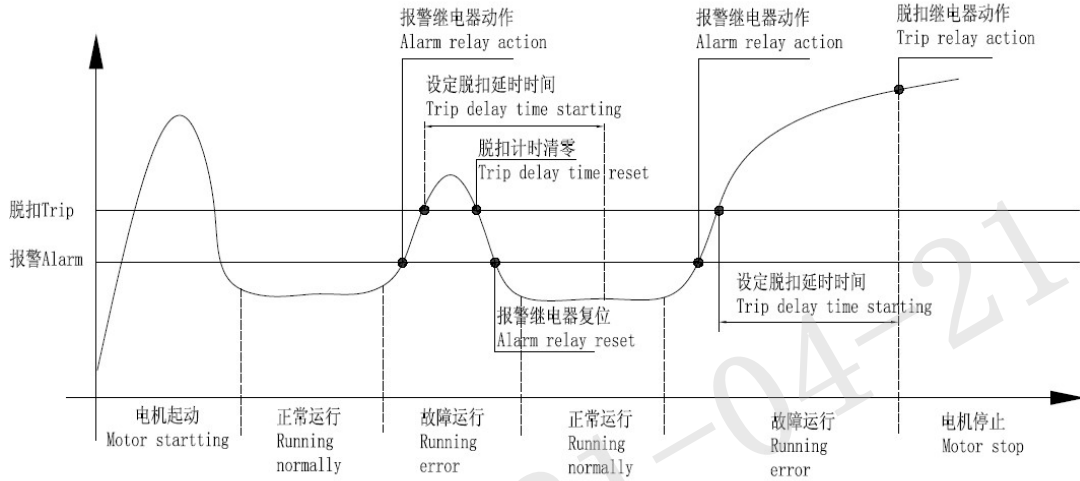 报警继电器动作
Alarm relay action
报警继电器动作
Alarm relay action
脱扣继电器动作
Trip relay action
设定脱扣延时时间
Trip delay time starting
脱扣计时清零
Trip delay time reset
脱扣Trip
报警Alarm
设定脱扣延时时间
Trip delay time starting
报警继电器复位
Alarm relay reset
电机起动
Motor startting
正常运行
Running
normally
故障运行
Running
error
正常运行
Running
normally
故障运行
Running
error
电机停止
Motor stop
21-04-21